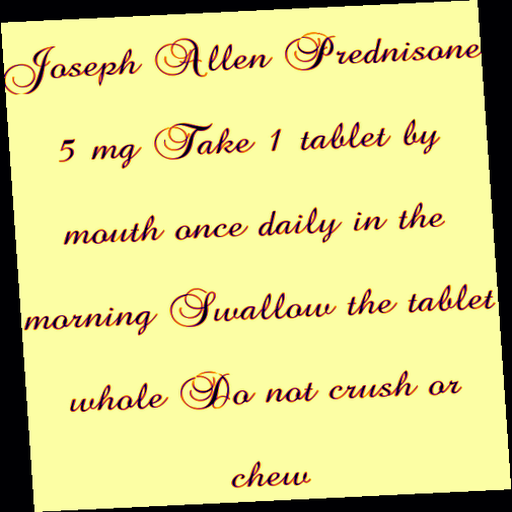 Joseph Allen Prednisone
5 mg Take 1 tablet by
mouth once daily in the
morning Swallow the tablet
whole Do not crush or
chew